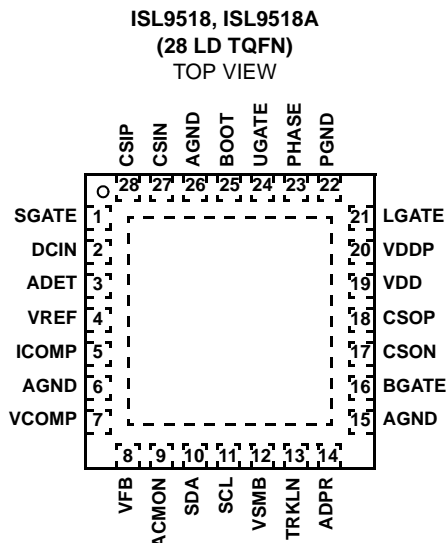 ISL9518, ISL9518A
(28 LD TQFN)
TOP VIEW
CSIP
CSIN
AGND
BOOT
UGATE
PHASE
PGND
28 27 26 25 24 23 22
SGATE 1
DCIN 2
ADET 3
VREF 4
ICOMP 5
AGND 6
VCOMP 7
21 LGATE
20 VDDP
19 VDD
18 CSOP
17 CSON
16 BGATE
15 AGND
8 9 10 11 12 13 14
VFB
ACMON
SDA
SCL
VSMB
TRKLN
ADPR